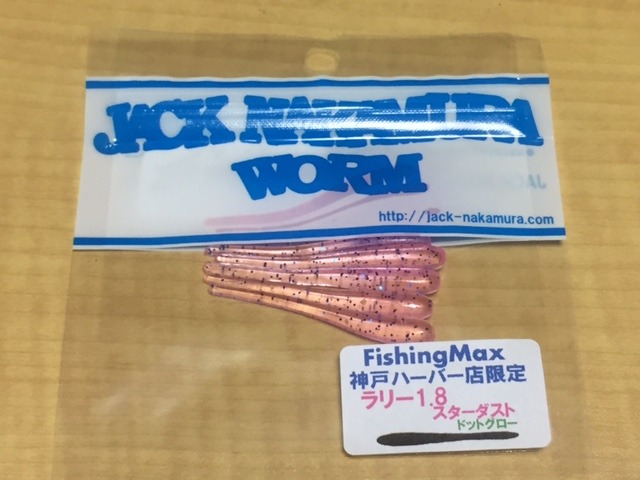 JACK NAKAMURA
WORM
http://jack-nakamura.com
FishingMax
神戸ハーバー店限定
ラリー1.8
スターダスト
ドットグロー